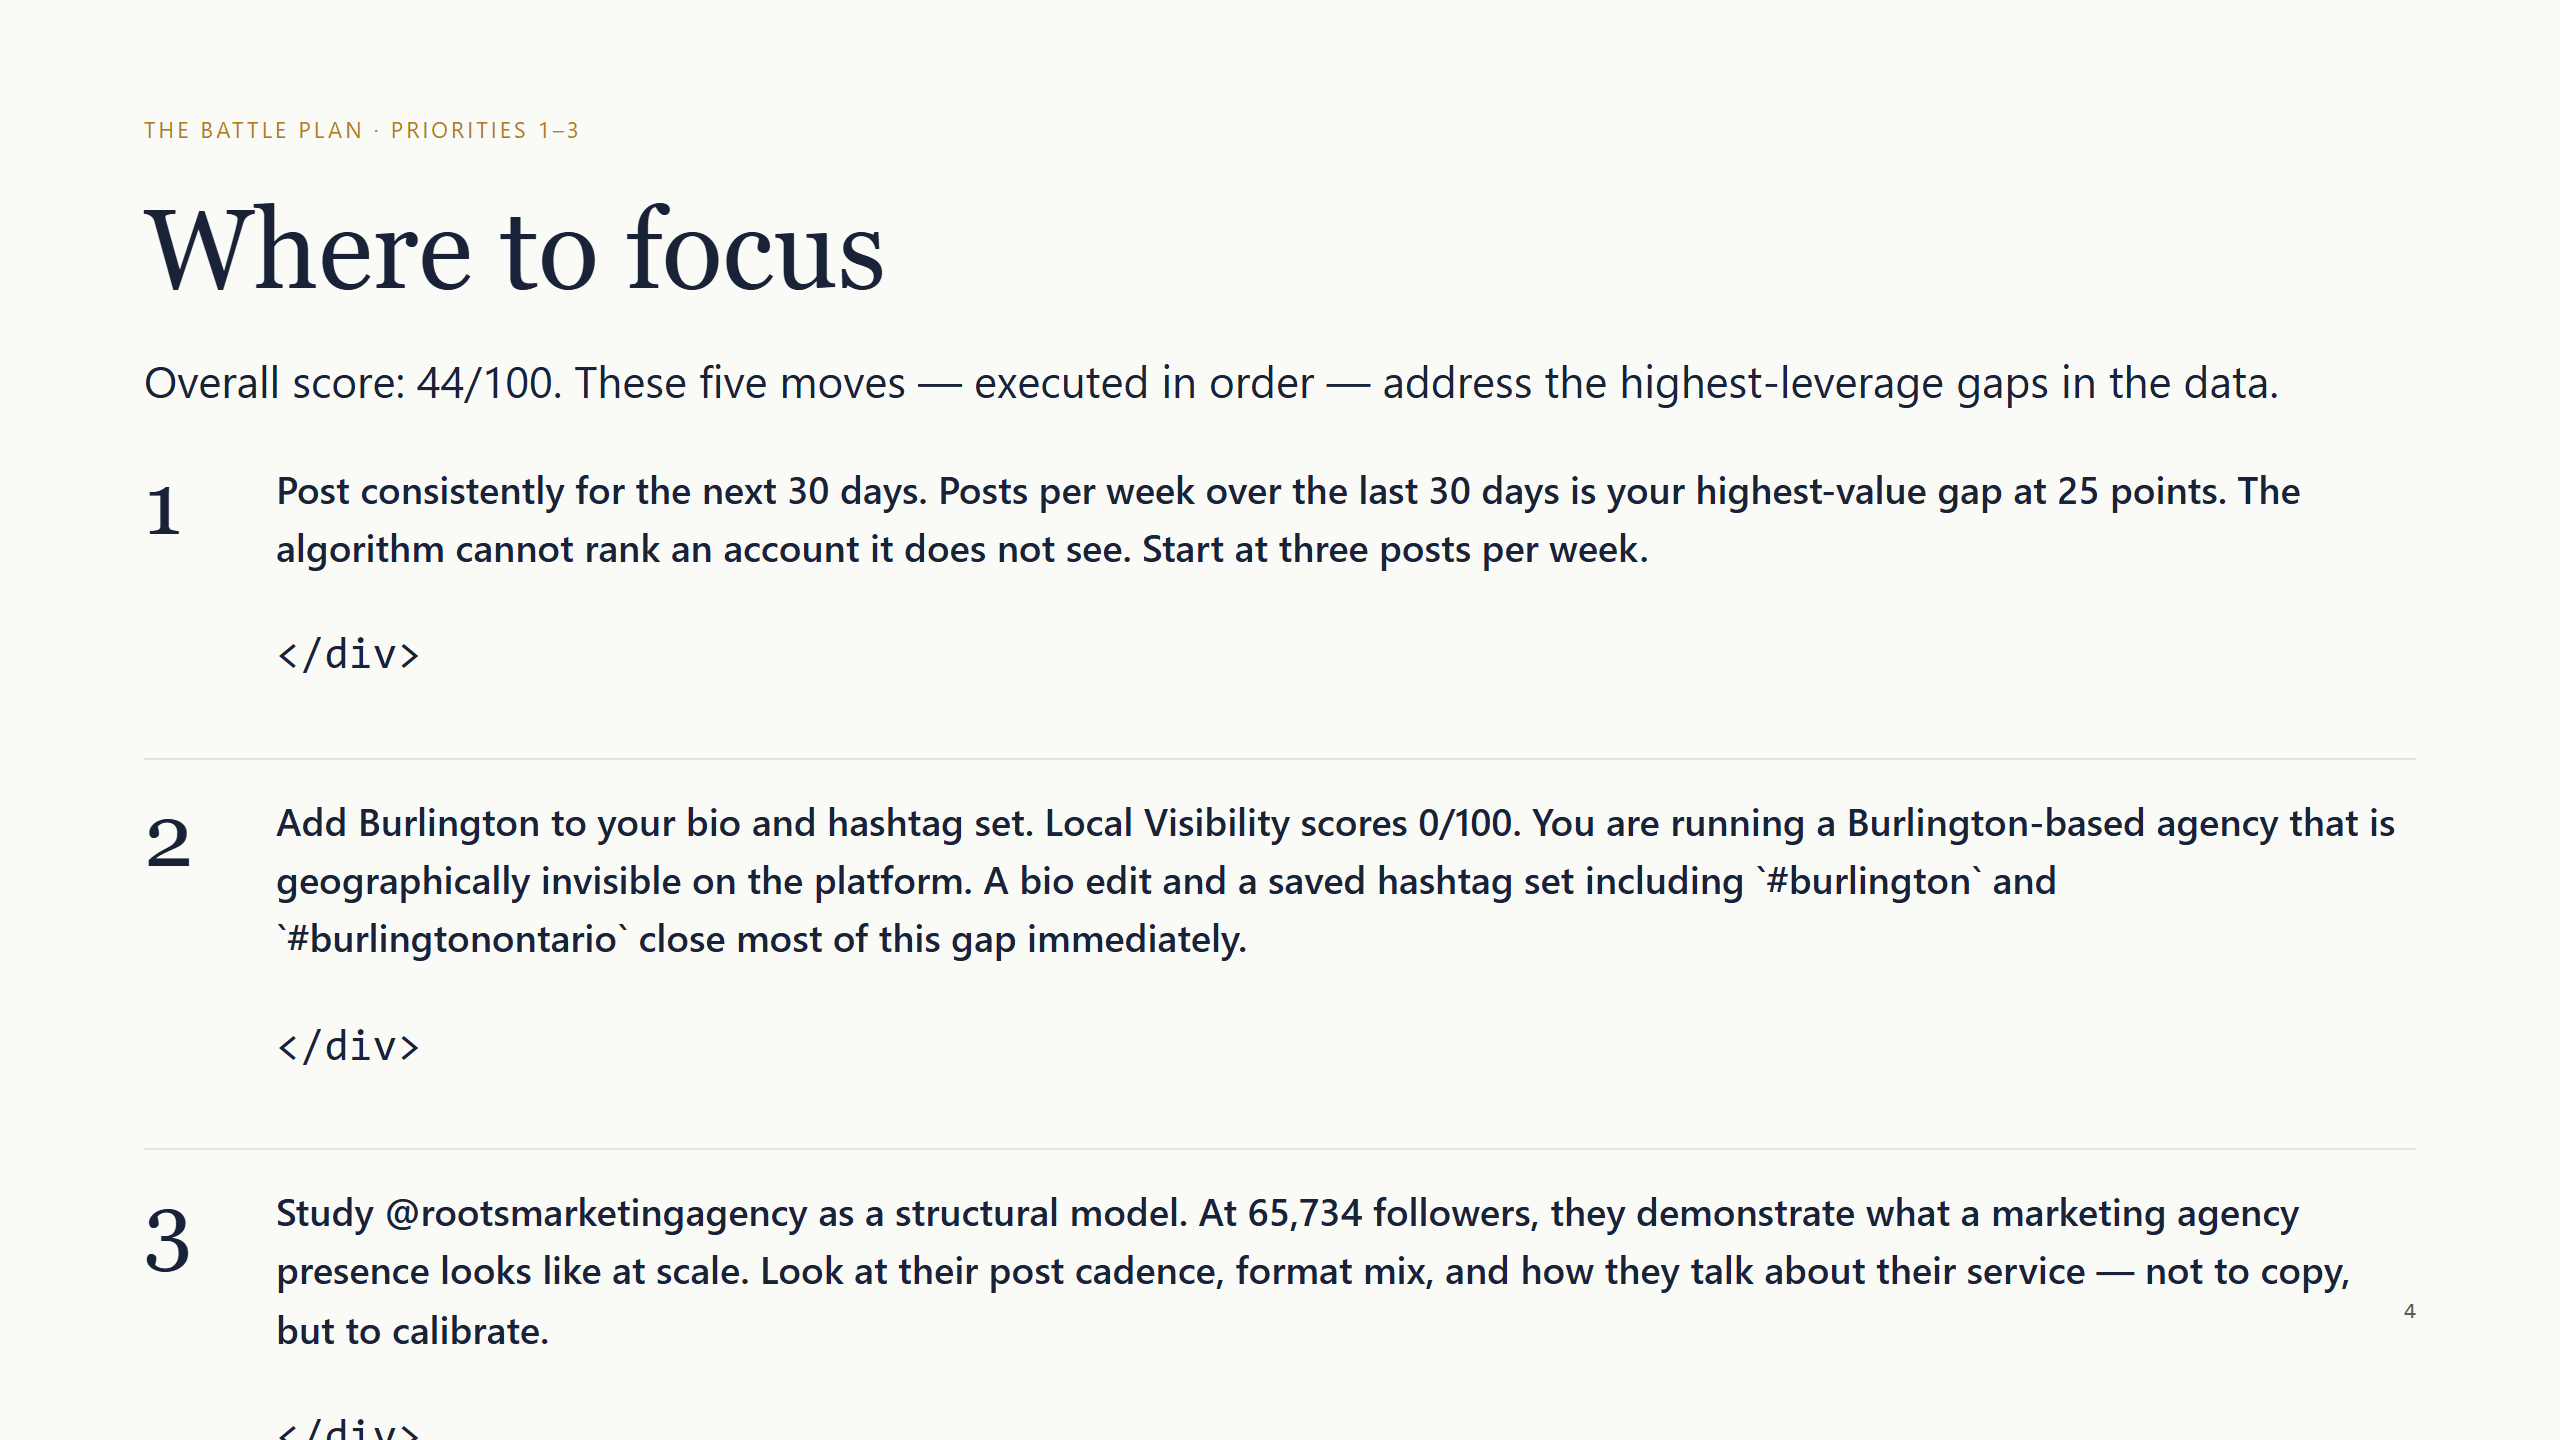 THE BATTLE PLAN · PRIORITIES 1–3
Where to focus
Overall score: 44/100. These five moves — executed in order — address the highest-leverage gaps in the data.
1
Post consistently for the next 30 days. Posts per week over the last 30 days is your highest-value gap at 25 points. The
algorithm cannot rank an account it does not see. Start at three posts per week.
</div>
2
Add Burlington to your bio and hashtag set. Local Visibility scores 0/100. You are running a Burlington-based agency that is
geographically invisible on the platform. A bio edit and a saved hashtag set including `#burlington` and
`#burlingtonontario` close most of this gap immediately.
</div>
3
Study @rootsmarketingagency as a structural model. At 65,734 followers, they demonstrate what a marketing agency
presence looks like at scale. Look at their post cadence, format mix, and how they talk about their service — not to copy,
but to calibrate.
4
</div>